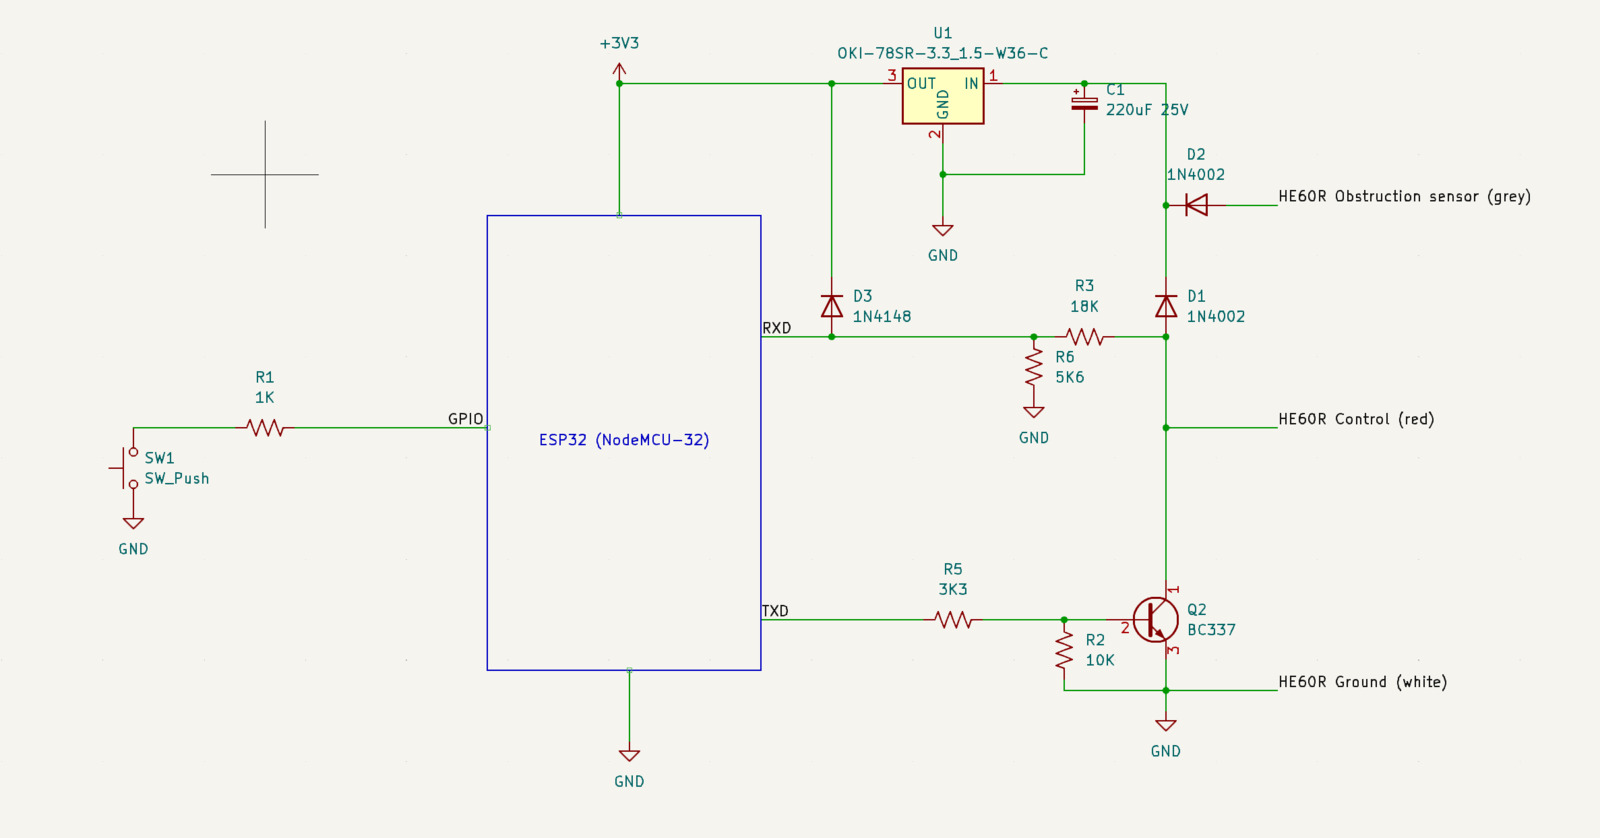 +3V3
U1
OKI-78SR-3.3_1.5-W36-C
3
OUT
IN
1
GND
2
C1
220uF 25V
D2
1N4002
HE60R Obstruction sensor (grey)
GND
D3
1N4148
R3
18K
D1
1N4002
RXD
R6
5K6
GND
R1
1K
GPIO
HE60R Control (red)
ESP32 (NodeMCU-32)
SW1
SW_Push
GND
R5
3K3
TXD
1
2
Q2
BC337
3
R2
10K
HE60R Ground (white)
GND
GND